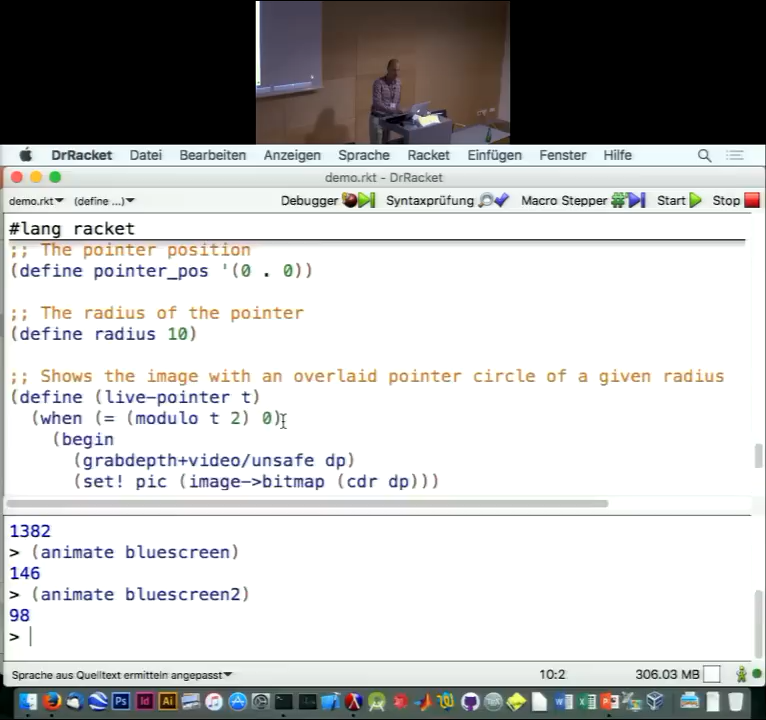 DrRacket Datei Bearbeiten Anzeigen Sprache Racket Einfügen Fenster Hilfe
demo.rkt - DrRacket
demo.rkt (define ...) Debugger Syntaxprüfung Macro Stepper Start Stop
#lang racket
;; The pointer position
(define pointer_pos '(0 . 0))
;; The radius of the pointer
(define radius 10)
;; Shows the image with an overlaid pointer circle of a given radius
(define (live-pointer t)
(when (= (modulo t 2) 0)
(begin
(grabdepth+video/unsafe dp)
(set! pic (image->bitmap (cdr dp)))
1382
> (animate bluescreen)
146
> (animate bluescreen2)
98
>
Sprache aus Quelltext ermitteln angepasst 10:2 306.03 MB
Ps Id Ai